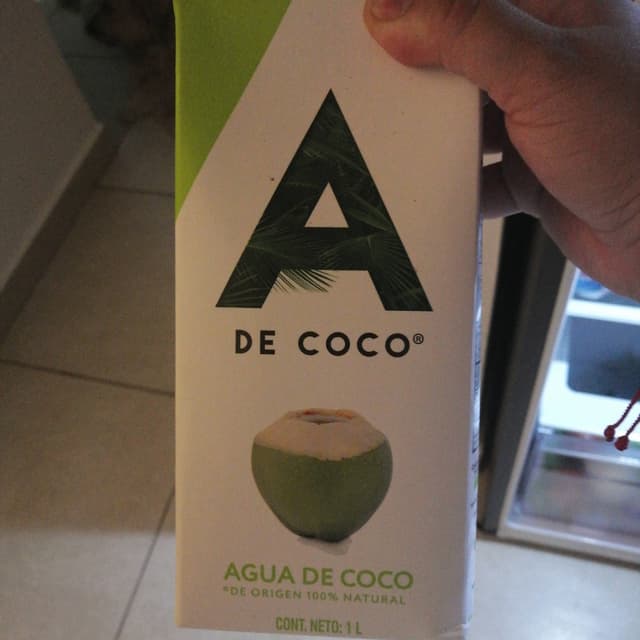 A
DE COCO®
AGUA DE COCO
*DE ORIGEN 100% NATURAL
CONT. NETO: 1 L